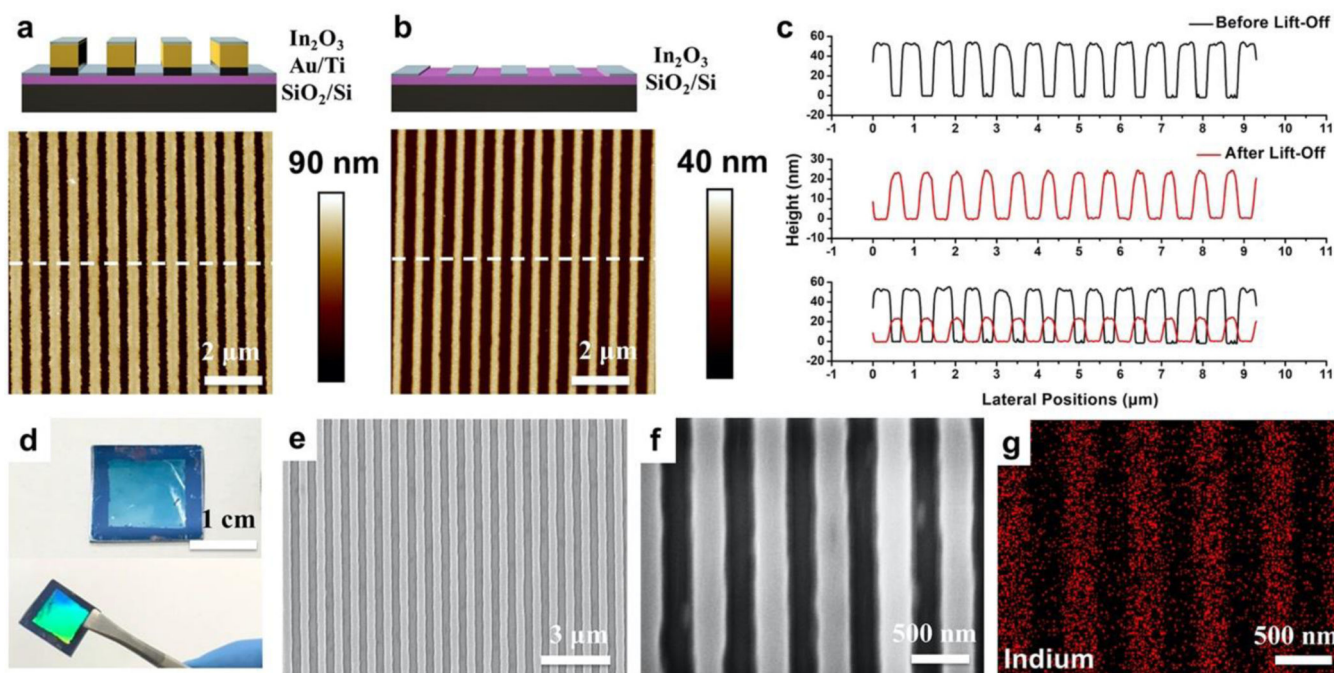 a
In₂O₃
Au/Ti
SiO₂/Si
90 nm
2 µm
b
In₂O₃
SiO₂/Si
40 nm
2 µm
c
Before Lift-Off
60
40
20
0
-20
-1 0 1 2 3 4 5 6 7 8 9 10 11
After Lift-Off
30
20
10
0
-10
-1 0 1 2 3 4 5 6 7 8 9 10 11
Height (nm)
60
40
20
0
-20
-1 0 1 2 3 4 5 6 7 8 9 10 11
Lateral Positions (µm)
d
1 cm
e
3 µm
f
500 nm
g
Indium
500 nm